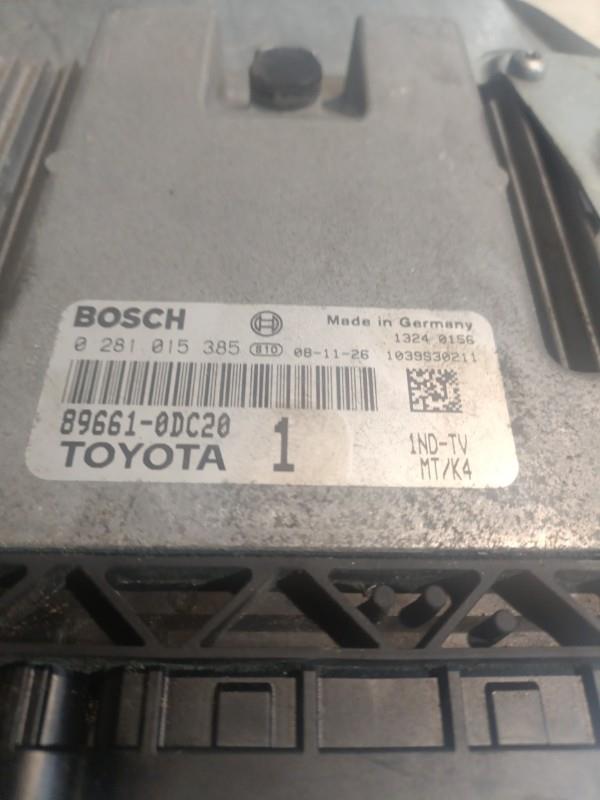 BOSCH Made in Germany
1324 0156
0 281 015 385 B10 08-11-26 1039S30211
89661-0DC20 1 1ND-TV
TOYOTA MT/K4